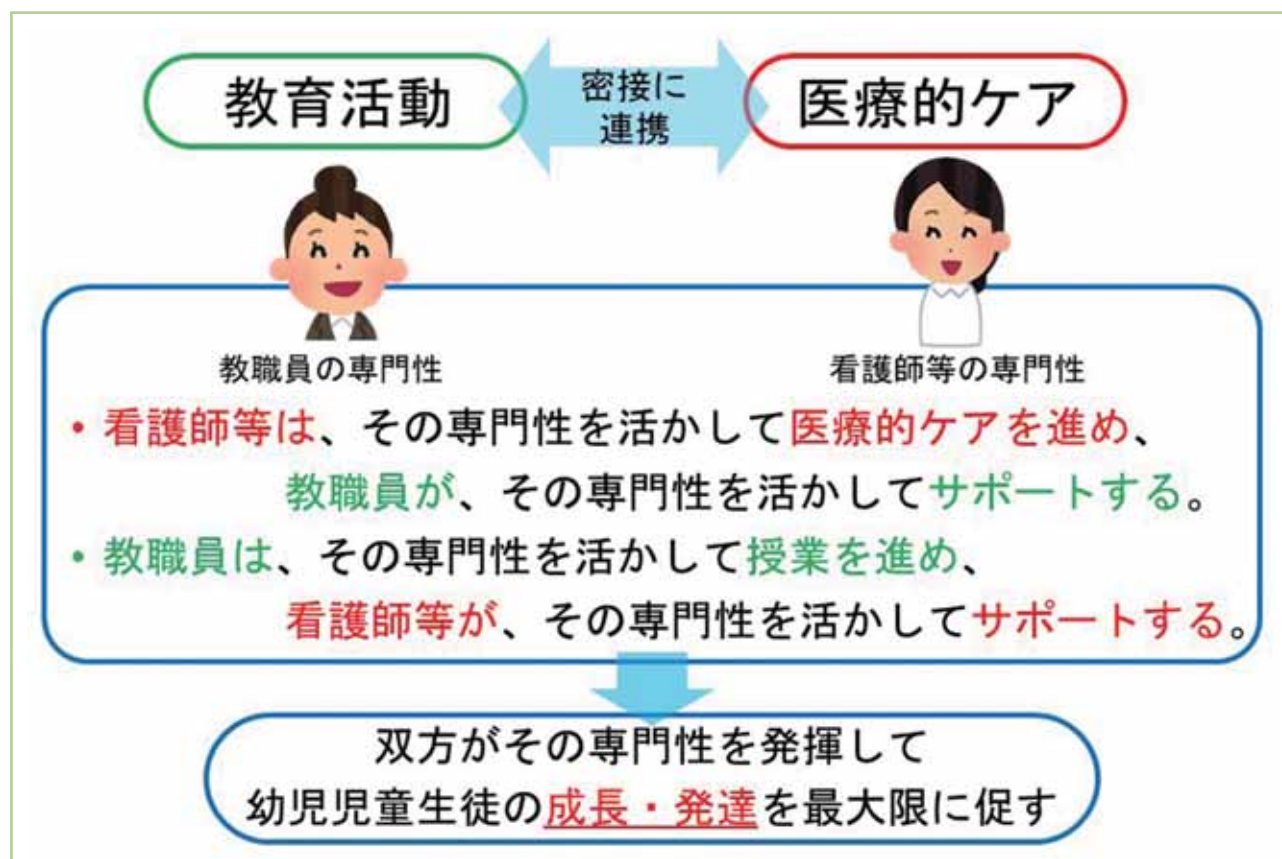 教育活動
密接に
連携
医療的ケア
教職員の専門性
看護師等の専門性
・看護師等は、その専門性を活かして医療的ケアを進め、
教職員が、その専門性を活かしてサポートする。
・教職員は、その専門性を活かして授業を進め、
看護師等が、その専門性を活かしてサポートする。
双方がその専門性を発揮して
幼児児童生徒の成長・発達を最大限に促す